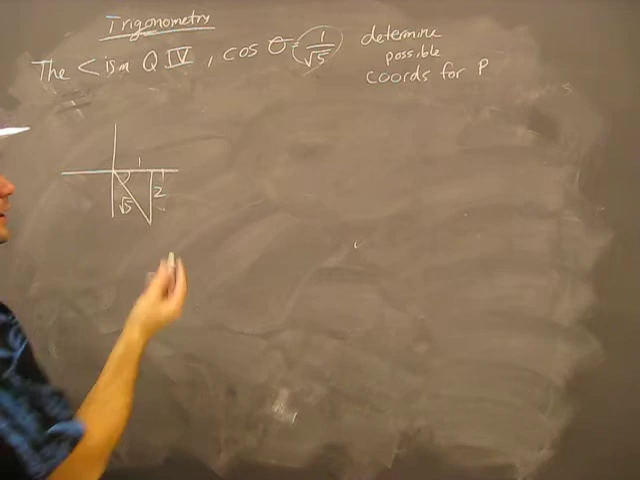 Trigonometry
The < is in Q IV, cos θ = 1/√5 determine
possible
coords for P
1
2
√5